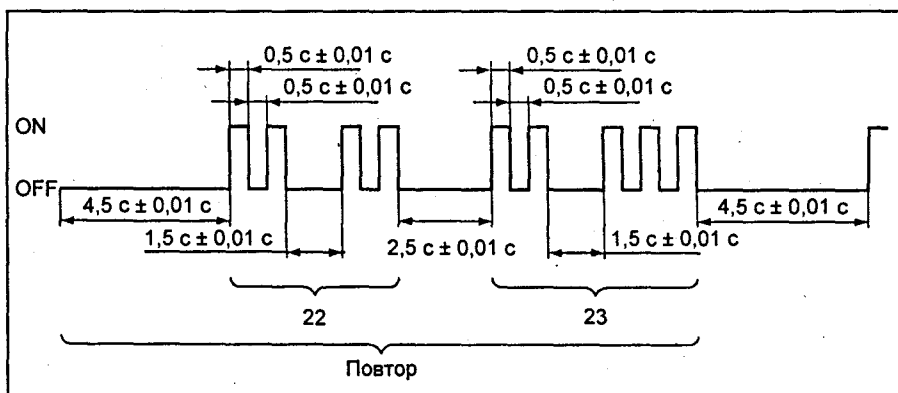 0,5 с ± 0,01 с 0,5 с ± 0,01 с
0,5 с ± 0,01 с 0,5 с ± 0,01 с
ON
OFF
4,5 с ± 0,01 с 4,5 с ± 0,01 с
1,5 с ± 0,01 с 2,5 с ± 0,01 с 1,5 с ± 0,01 с
22 23
Повтор